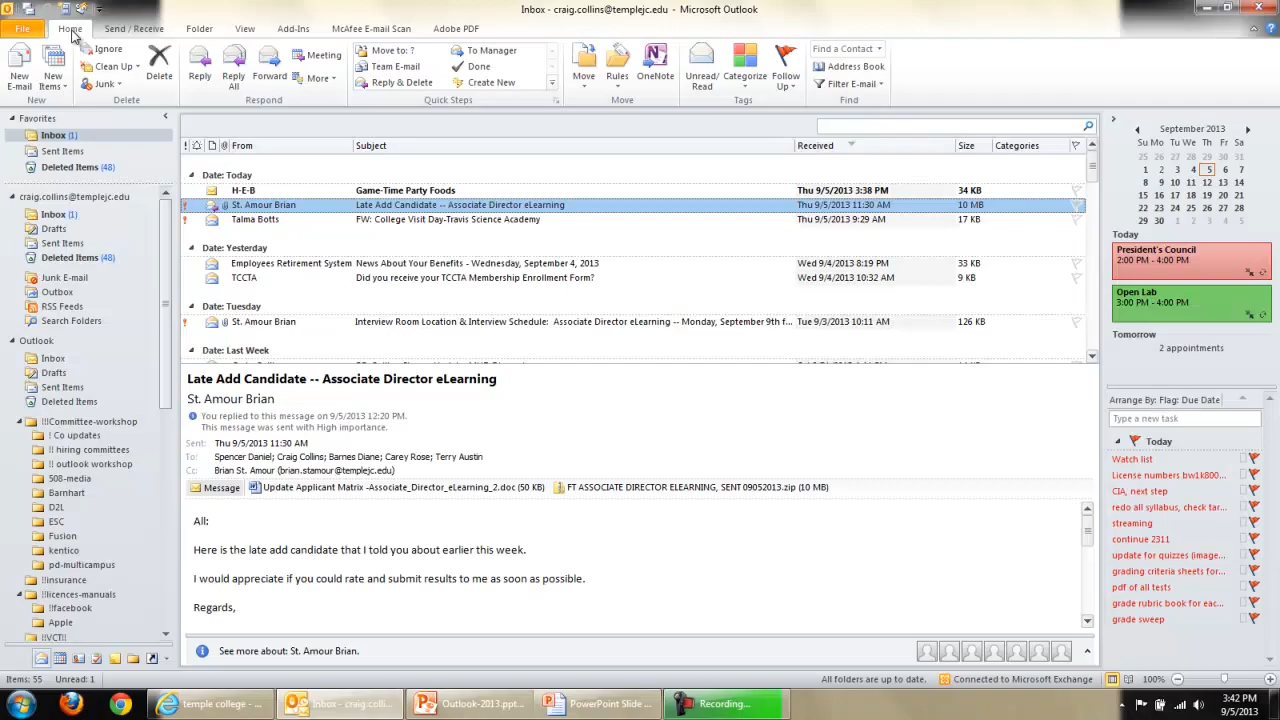 Inbox - craig.collins@templejc.edu - Microsoft Outlook
File Home Send / Receive Folder View Add-Ins McAfee E-mail Scan Adobe PDF
New E-mail New Items Ignore Clean Up Junk Delete Reply Reply All Forward Meeting More Move to: ? Team E-mail Reply & Delete To Manager Done Create New Move Rules OneNote Unread/ Read Categorize Follow Up Find a Contact Address Book Filter E-mail
New Delete Respond Quick Steps Move Tags Find
Favorites
Inbox (1)
Sent Items
Deleted Items (48)
craig.collins@templejc.edu
Inbox (1)
Drafts
Sent Items
Deleted Items (48)
Junk E-mail
Outbox
RSS Feeds
Search Folders
Outlook
Inbox
Drafts
Sent Items
Deleted Items
!!!Committee-workshop
! Co updates
!! hiring committees
!! outlook workshop
508-media
Barnhart
D2L
ESC
Fusion
kentico
pd-multicampus
!!insurance
!!licences-manuals
!!facebook
Apple
!!VCT!!
From Subject Received Size Categories
Date: Today
H-E-B Game-Time Party Foods Thu 9/5/2013 3:38 PM 34 KB
St. Amour Brian Late Add Candidate -- Associate Director eLearning Thu 9/5/2013 11:30 AM 10 MB
Talma Botts FW: College Visit Day-Travis Science Academy Thu 9/5/2013 9:29 AM 17 KB
Date: Yesterday
Employees Retirement System News About Your Benefits - Wednesday, September 4, 2013 Wed 9/4/2013 8:19 PM 33 KB
TCCTA Did you receive your TCCTA Membership Enrollment Form? Wed 9/4/2013 10:32 AM 9 KB
Date: Tuesday
St. Amour Brian Interview Room Location & Interview Schedule: Associate Director eLearning -- Monday, September 9th f... Tue 9/3/2013 10:11 AM 126 KB
Date: Last Week
Late Add Candidate -- Associate Director eLearning
St. Amour Brian
You replied to this message on 9/5/2013 12:20 PM.
This message was sent with High importance.
Sent: Thu 9/5/2013 11:30 AM
To: Spencer Daniel; Craig Collins; Barnes Diane; Carey Rose; Terry Austin
Cc: Brian St. Amour (brian.stamour@templejc.edu)
Message Update Applicant Matrix -Associate_Director_eLearning_2.doc (50 KB) FT ASSOCIATE DIRECTOR ELEARNING, SENT 09052013.zip (10 MB)
All:
Here is the late add candidate that I told you about earlier this week.
I would appreciate if you could rate and submit results to me as soon as possible.
Regards,
See more about: St. Amour Brian.
September 2013
Su Mo Tu We Th Fr Sa
25 26 27 28 29 30 31
1 2 3 4 5 6 7
8 9 10 11 12 13 14
15 16 17 18 19 20 21
22 23 24 25 26 27 28
29 30 1 2 3 4 5
Today
President's Council
2:00 PM - 4:00 PM
Open Lab
3:00 PM - 4:00 PM
Tomorrow
2 appointments
Arrange By: Flag: Due Date
Type a new task
Today
Watch list
License numbers bw1k800...
CIA, next step
redo all syllabus, check tar...
streaming
continue 2311
update for quizzes (image...
grading criteria sheets for...
pdf of all tests
grade rubric book for eac...
grade sweep
Items: 55 Unread: 1 All folders are up to date. Connected to Microsoft Exchange 100%
temple college - ... Inbox - craig.colli... Outlook-2013.ppt... PowerPoint Slide ... Recording... 3:42 PM
9/5/2013